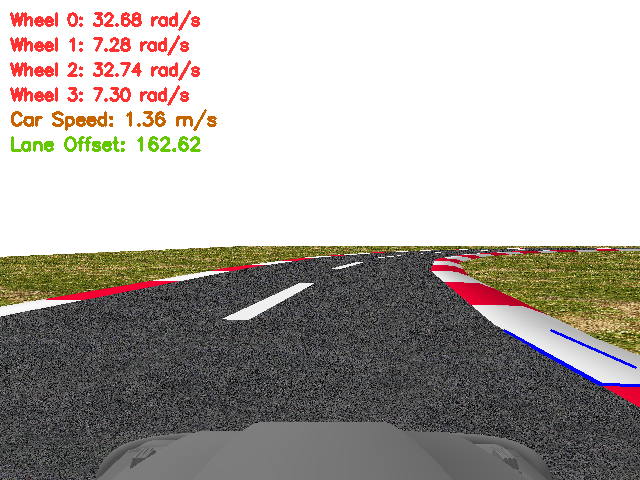 Wheel 0: 32.68 rad/s
Wheel 1: 7.28 rad/s
Wheel 2: 32.74 rad/s
Wheel 3: 7.30 rad/s
Car Speed: 1.36 m/s
Lane Offset: 162.62